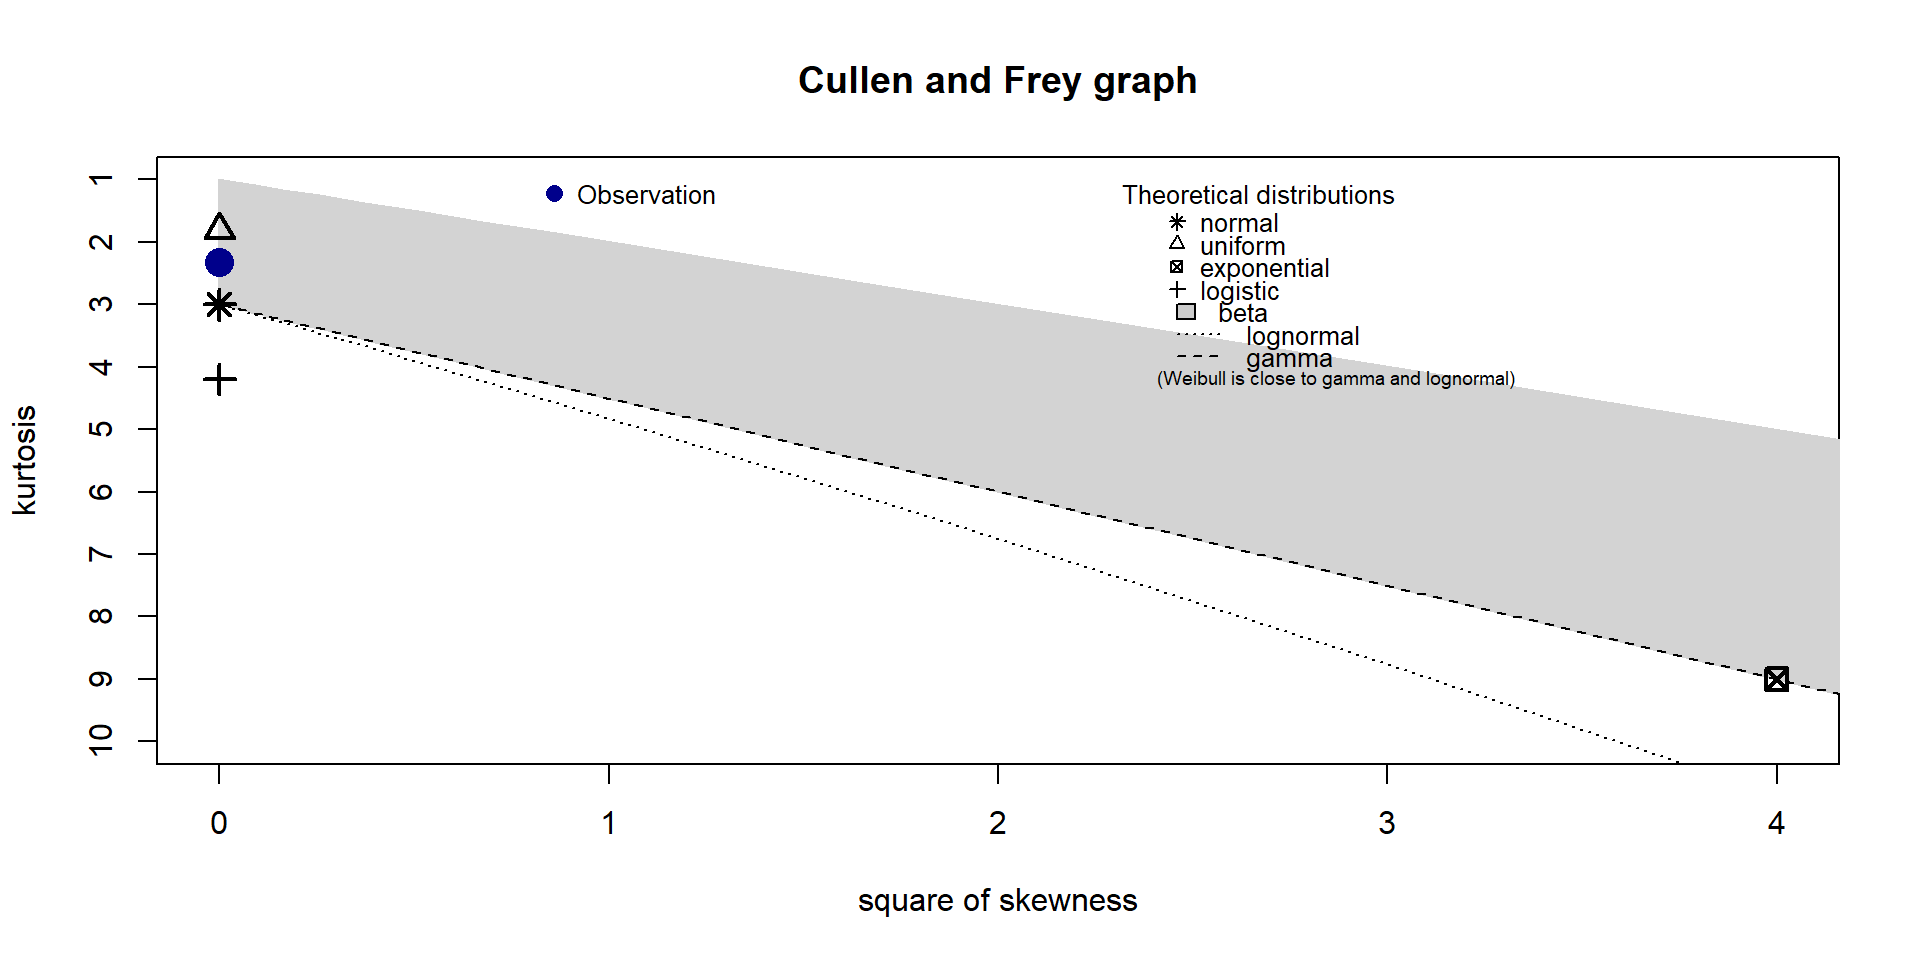 Cullen and Frey graph
Observation
Theoretical distributions
normal
uniform
exponential
logistic
beta
lognormal
gamma
(Weibull is close to gamma and lognormal)
kurtosis
1
2
3
4
5
6
7
8
9
10
0 1 2 3 4
square of skewness